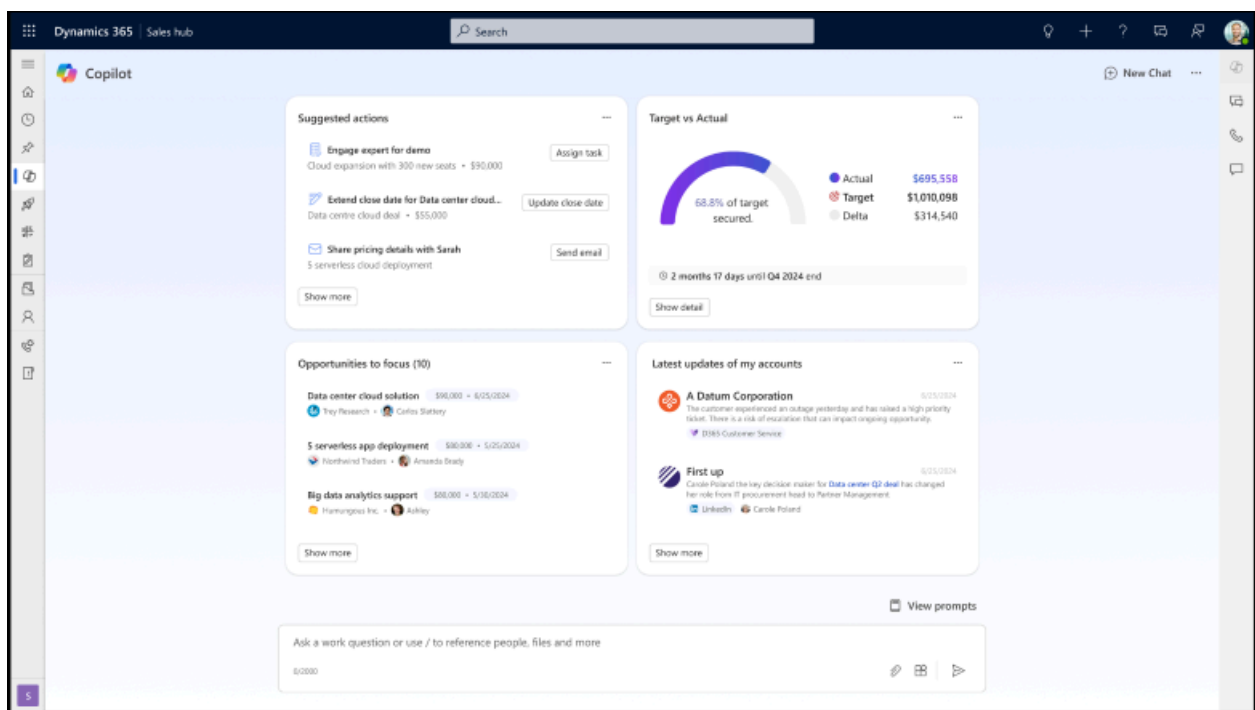 Dynamics 365 | Sales hub
Search
Copilot
New Chat
Suggested actions
Engage expert for demo
Cloud expansion with 300 new seats • $90,000
Assign task
Extend close date for Data center cloud...
Data centre cloud deal • $55,000
Update close date
Share pricing details with Sarah
5 serverless cloud deployment
Send email
Show more
Target vs Actual
68.8% of target
secured.
Actual $695,558
Target $1,010,098
Delta $314,540
2 months 17 days until Q4 2024 end
Show detail
Opportunities to focus (10)
Data center cloud solution $90,000 • 6/25/2024
Trey Research • Carlos Slattery
5 serverless app deployment $80,000 • 5/25/2024
Northwind Traders • Amanda Brady
Big data analytics support $60,000 • 5/30/2024
Humungous Inc. • Ashley
Show more
Latest updates of my accounts
A Datum Corporation 6/25/2024
The customer experienced an outage yesterday and has raised a high priority
ticket. There is a risk of escalation that can impact ongoing opportunity.
D365 Customer Service
First up 6/23/2024
Carole Poland the key decision maker for Data center Q2 deal has changed
her role from IT procurement head to Partner Management
LinkedIn Carole Poland
Show more
View prompts
Ask a work question or use / to reference people, files and more
0/2000
S